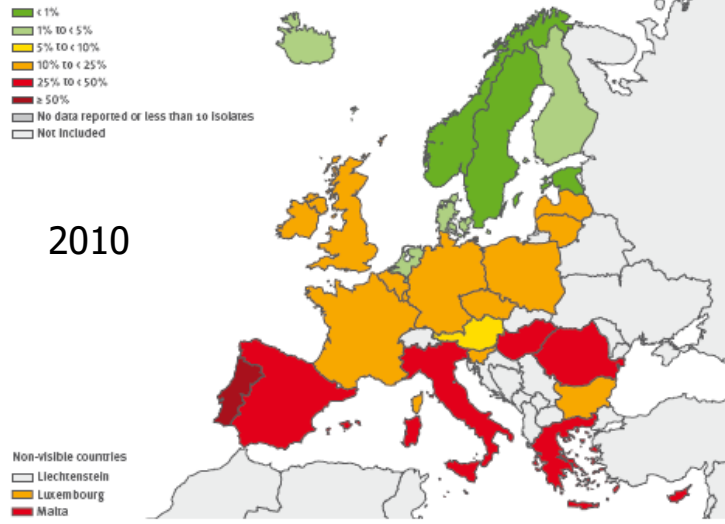 < 1%
1% to < 5%
5% to < 10%
10% to < 25%
25% to < 50%
≥ 50%
No data reported or less than 10 isolates
Not included
2010
Non-visible countries
Liechtenstein
Luxembourg
Malta